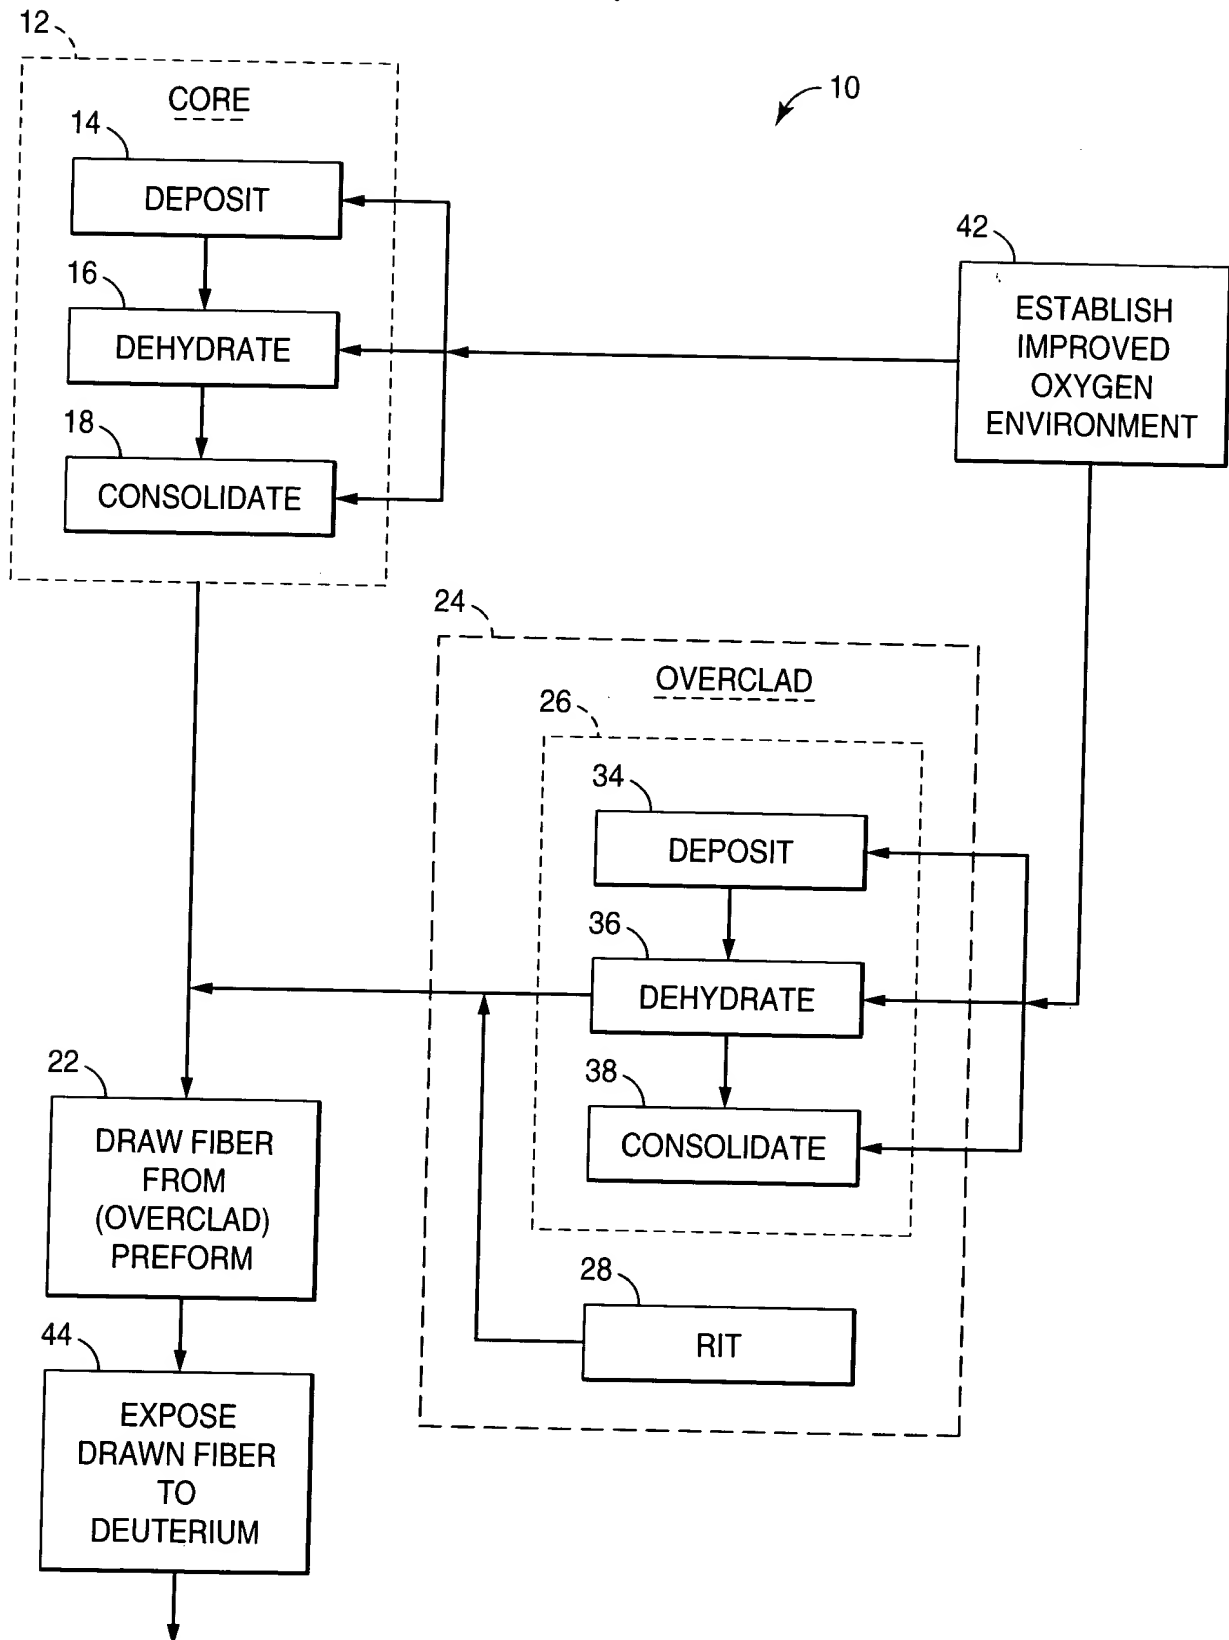 12
CORE
10
14
DEPOSIT
42
ESTABLISH
IMPROVED
OXYGEN
ENVIRONMENT
16
DEHYDRATE
18
CONSOLIDATE
24
OVERCLAD
26
34
DEPOSIT
36
DEHYDRATE
38
CONSOLIDATE
22
DRAW FIBER
FROM
(OVERCLAD)
PREFORM
28
RIT
44
EXPOSE
DRAWN FIBER
TO
DEUTERIUM